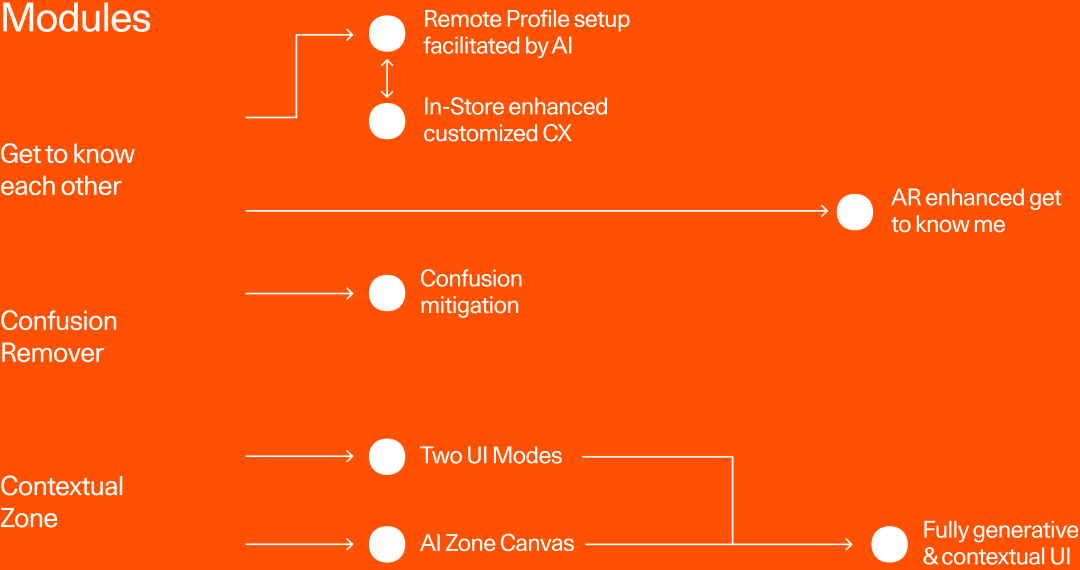 Modules
Remote Profile setup
facilitated by AI
In-Store enhanced
customized CX
Get to know
each other
AR enhanced get
to know me
Confusion
mitigation
Confusion
Remover
Two UI Modes
Contextual
Zone
AI Zone Canvas
Fully generative
& contextual UI